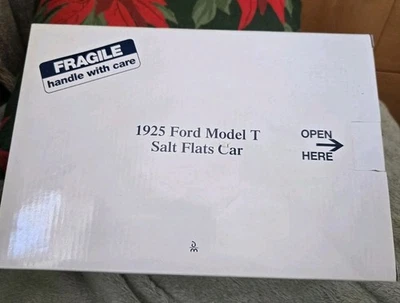 FRAGILE
handle with care
1925 Ford Model T
Salt Flats Car
OPEN
HERE